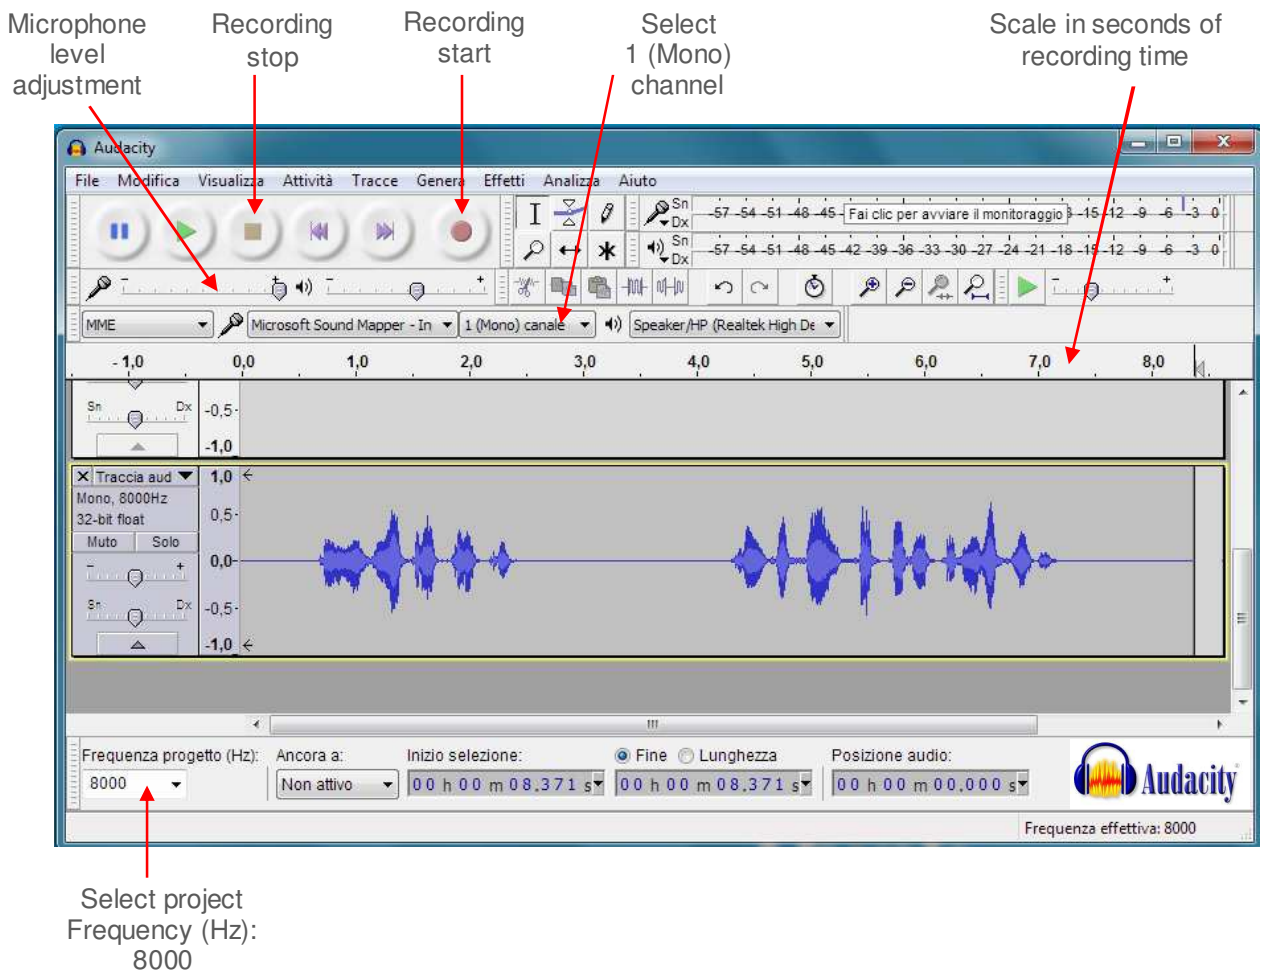 Microphone
level
adjustment
Recording
stop
Recording
start
Select
1 (Mono)
channel
Scale in seconds of
recording time
Audacity
File Modifica Visualizza Attività Tracce Genera Effetti Analizza Aiuto
Sn
Dx
-57 -54 -51 -48 -45 Fai clic per avviare il monitoraggio -15 -12 -9 -6 -3 0
Sn
Dx
-57 -54 -51 -48 -45 -42 -39 -36 -33 -30 -27 -24 -21 -18 -15 -12 -9 -6 -3 0
- +
- +
- +
MME Microsoft Sound Mapper - In 1 (Mono) canale Speaker/HP (Realtek High De
- 1,0 0,0 1,0 2,0 3,0 4,0 5,0 6,0 7,0 8,0
Sn Dx -0,5
-1,0
X Traccia aud 1,0
Mono, 8000Hz
32-bit float 0,5
Muto Solo
- + 0,0
Sn Dx -0,5
-1,0
Frequenza progetto (Hz): Ancora a: Inizio selezione: Fine Lunghezza Posizione audio:
8000 Non attivo 00 h 00 m 08.371 s 00 h 00 m 08.371 s 00 h 00 m 00.000 s
Audacity
Frequenza effettiva: 8000
Select project
Frequency (Hz):
8000